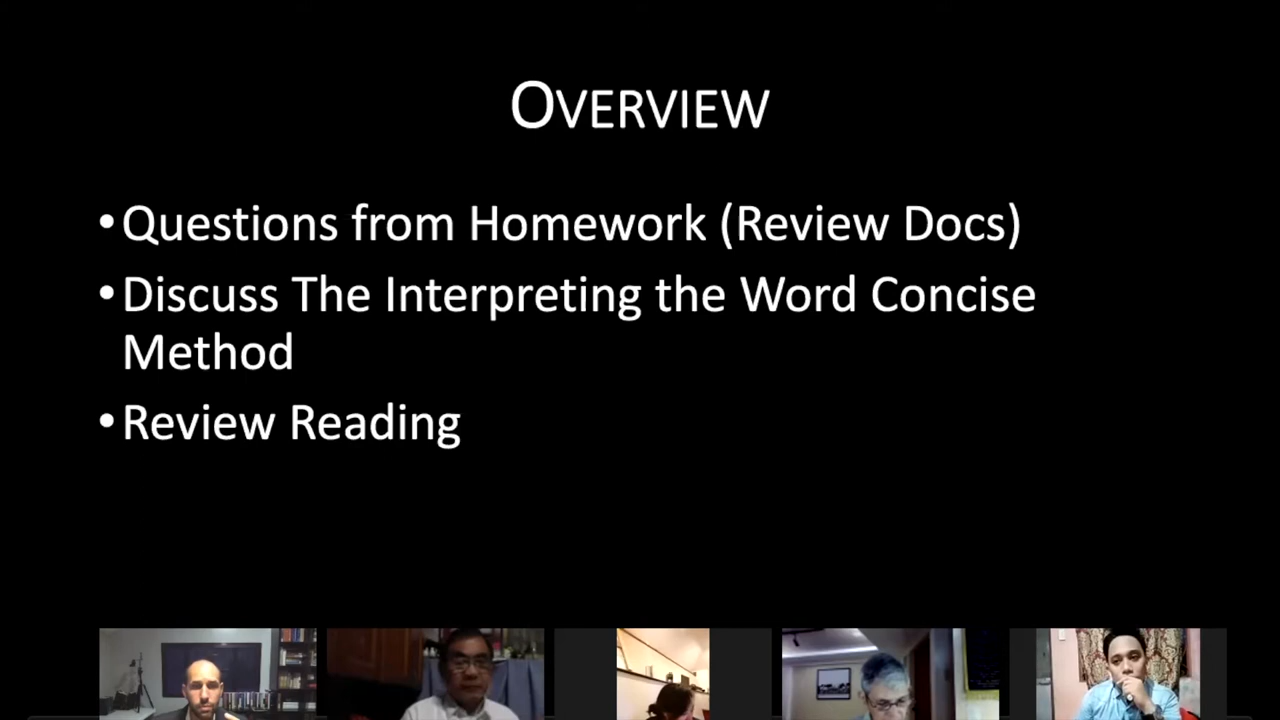 OVERVIEW
•Questions from Homework (Review Docs)
•Discuss The Interpreting the Word Concise
Method
•Review Reading